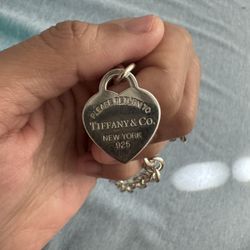 PLEASE RETURN TO
TIFFANY & CO.
NEW YORK
925